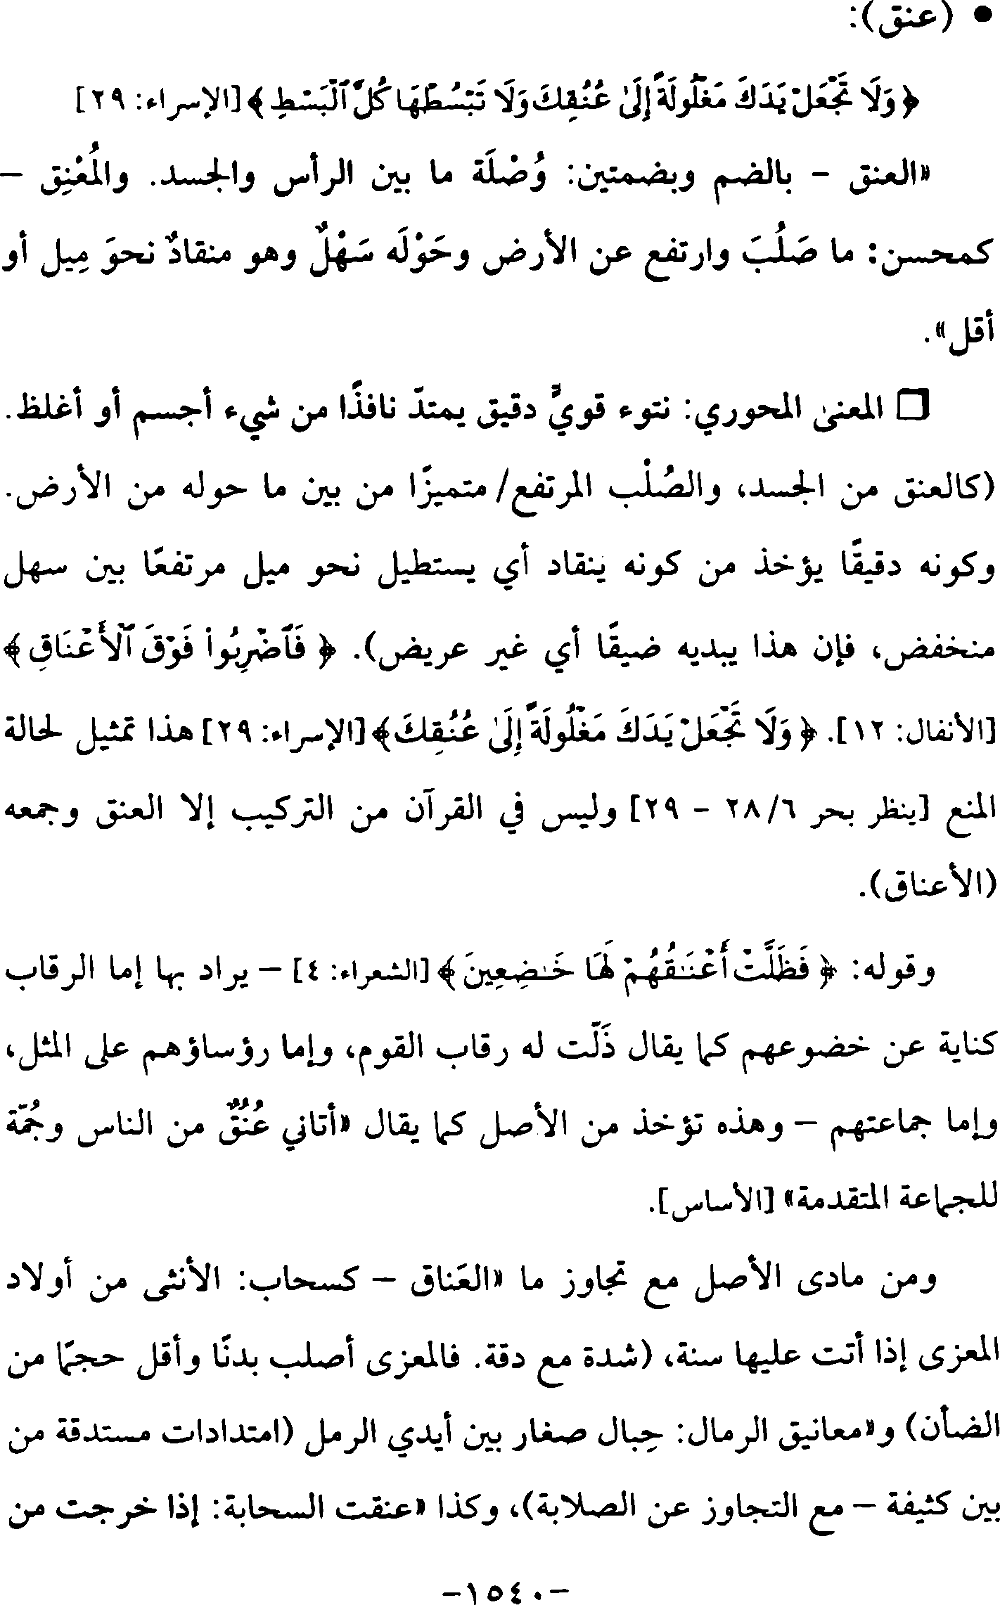 • (عنق):
﴿وَلَا تَجْعَلْ يَدَكَ مَغْلُولَةً إِلَىٰ عُنُقِكَ وَلَا تَبْسُطْهَا كُلَّ ٱلْبَسْطِ﴾ [الإسراء: ٢٩]
«العنق - بالضم وبضمتين: وُصْلَة ما بين الرأس والجسد. والمُعْنِق -
كمحسن: ما صَلُبَ وارتفع عن الأرض وحَوْلَه سَهْلٌ وهو منقادٌ نحوَ مِيل أو
أقل».
❒ المعنى المحوري: نتوء قويٌّ دقيق يمتدّ نافذًا من شيء أجسم أو أغلظ.
(كالعنق من الجسد، والصُلْب المرتفع/ متميزًا من بين ما حوله من الأرض.
وكونه دقيقًا يؤخذ من كونه ينقاد أي يستطيل نحو ميل مرتفعًا بين سهل
منخفض، فإن هذا يبديه ضيقًا أي غير عريض). ﴿فَٱضْرِبُوا۟ فَوْقَ ٱلْأَعْنَاقِ﴾
[الأنفال: ١٢]. ﴿وَلَا تَجْعَلْ يَدَكَ مَغْلُولَةً إِلَىٰ عُنُقِكَ﴾ [الإسراء: ٢٩] هذا تمثيل لحالة
المنع [ينظر بحر ٦/ ٢٨ - ٢٩] وليس في القرآن من التركيب إلا العنق وجمعه
(الأعناق).
وقوله: ﴿فَظَلَّتْ أَعْنَـٰقُهُمْ لَهَا خَـٰضِعِينَ﴾ [الشعراء: ٤] – يراد بها إما الرقاب
كناية عن خضوعهم كما يقال ذَلّت له رقاب القوم، وإما رؤساؤهم على المثل،
وإما جماعتهم – وهذه تؤخذ من الأصل كما يقال «أتاني عُنُقٌ من الناس وجُمّة
للجماعة المتقدمة» [الأساس].
ومن مادى الأصل مع تجاوز ما «العَناق – كسحاب: الأنثى من أولاد
المعزى إذا أتت عليها سنة، (شدة مع دقة. فالمعزى أصلب بدنًا وأقل حجمًا من
الضأن) و«معانيق الرمال: حِبال صغار بين أيدي الرمل (امتدادات مستدقة من
بين كثيفة – مع التجاوز عن الصلابة)، وكذا «عنقت السحابة: إذا خرجت من
-١٥٤٠-